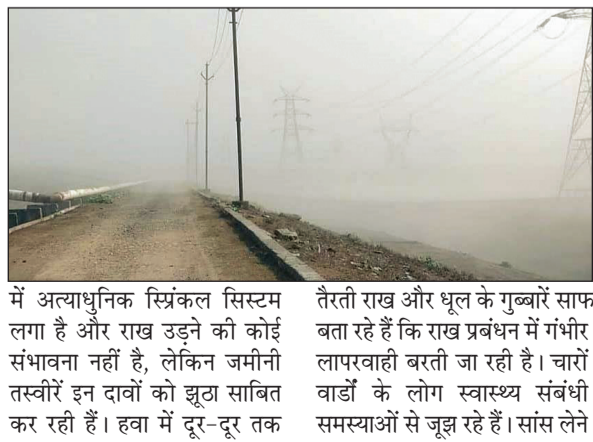 में अत्याधुनिक स्प्रिंकल सिस्टम
लगा है और राख उड़ने की कोई
संभावना नहीं है, लेकिन जमीनी
तस्वीरें इन दावों को झूठा साबित
कर रही हैं। हवा में दूर-दूर तक
तैरती राख और धूल के गुब्बारें साफ
बता रहे हैं कि राख प्रबंधन में गंभीर
लापरवाही बरती जा रही है। चारों
वार्डों के लोग स्वास्थ्य संबंधी
समस्याओं से जूझ रहे हैं। सांस लेने